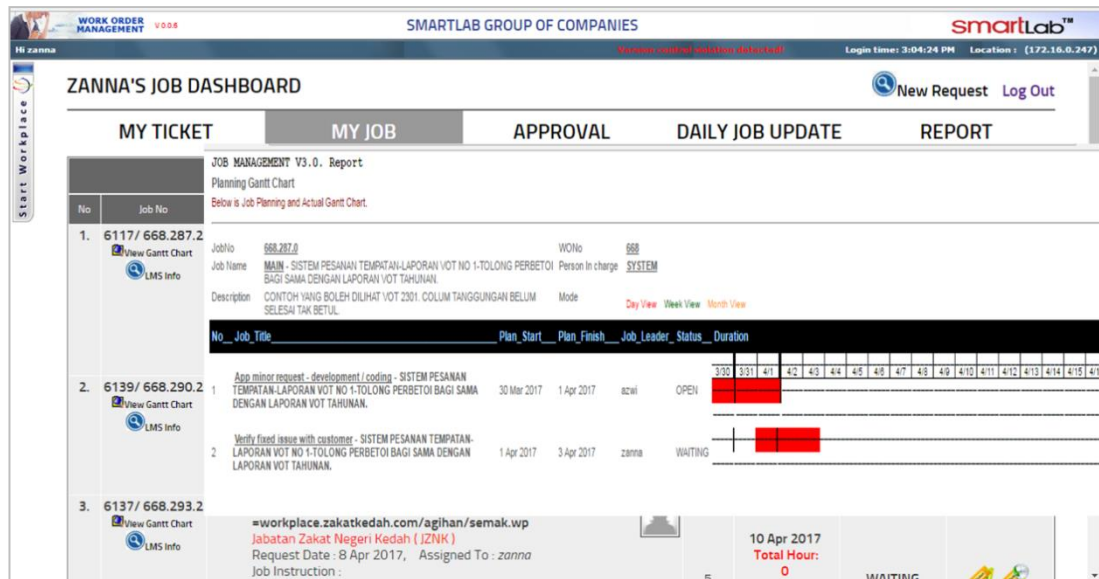 WORK ORDER
MANAGEMENT V 0.0.6
SMARTLAB GROUP OF COMPANIES
smartLab™
Hi zanna
Version control violation detected!
Login time: 3:04:24 PM Location : (172.16.0.247)
Start Workplace
ZANNA'S JOB DASHBOARD
New Request Log Out
MY TICKET MY JOB APPROVAL DAILY JOB UPDATE REPORT
JOB MANAGEMENT V3.0. Report
Planning Gantt Chart
Below is Job Planning and Actual Gantt Chart.
No Job No
1. 6117/ 668.287.2
View Gantt Chart
LMS Info
JobNo 668.287.0 WONo 668
Job Name MAIN - SISTEM PESANAN TEMPATAN-LAPORAN VOT NO 1-TOLONG PERBETOI Person In charge SYSTEM
BAGI SAMA DENGAN LAPORAN VOT TAHUNAN.
Description CONTOH YANG BOLEH DILIHAT VOT 2301. COLUM TANGGUNGAN BELUM Mode Day View Week View Month View
SELESAI TAK BETUL.
No__Job_Title Plan_Start__ Plan_Finish__ Job_Leader_ Status__ Duration
3/30 3/31 4/1 4/2 4/3 4/4 4/5 4/6 4/7 4/8 4/9 4/10 4/11 4/12 4/13 4/14 4/15
2. 6139/ 668.290.2
View Gantt Chart
LMS Info
App minor request - development / coding - SISTEM PESANAN
1 TEMPATAN-LAPORAN VOT NO 1-TOLONG PERBETOI BAGI SAMA 30 Mar 2017 1 Apr 2017 azwi OPEN
DENGAN LAPORAN VOT TAHUNAN.
Verify fixed issue with customer - SISTEM PESANAN TEMPATAN-
2 LAPORAN VOT NO 1-TOLONG PERBETOI BAGI SAMA DENGAN 1 Apr 2017 3 Apr 2017 zanna WAITING
LAPORAN VOT TAHUNAN.
3. 6137/ 668.293.2
View Gantt Chart
LMS Info
=workplace.zakatkedah.com/agihan/semak.wp
Jabatan Zakat Negeri Kedah ( JZNK )
Request Date : 8 Apr 2017, Assigned To : zanna
Job Instruction :
10 Apr 2017
Total Hour:
0
5 WAITING